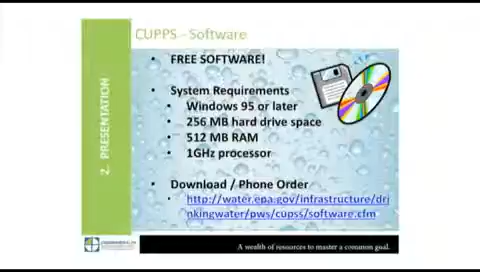 CUPPS - Software
2. PRESENTATION
• FREE SOFTWARE!
• System Requirements
• Windows 95 or later
• 256 MB hard drive space
• 512 MB RAM
• 1GHz processor
• Download / Phone Order
• http://water.epa.gov/infrastructure/dri
nkingwater/pws/cupss/software.cfm
A wealth of resources to master a common goal.